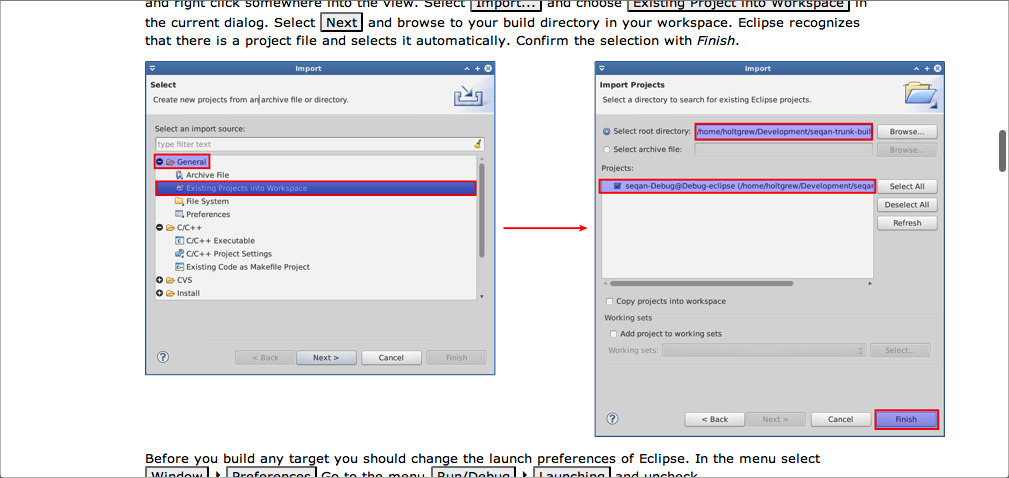 and right click somewhere into the view. Select Import... and choose Existing Project into Workspace in
the current dialog. Select Next and browse to your build directory in your workspace. Eclipse recognizes
that there is a project file and selects it automatically. Confirm the selection with Finish.
Import
Select
Create new projects from an archive file or directory.
Select an import source:
type filter text
General
Archive File
Existing Projects into Workspace
File System
Preferences
C/C++
C/C++ Executable
C/C++ Project Settings
Existing Code as Makefile Project
CVS
Install
< Back Next > Cancel Finish
Import
Import Projects
Select a directory to search for existing Eclipse projects.
Select root directory: /home/holtgrew/Development/seqan-trunk-buil Browse...
Select archive file: Browse...
Projects:
seqan-Debug@Debug-eclipse (/home/holtgrew/Development/seqan Select All
Deselect All
Refresh
Copy projects into workspace
Working sets
Add project to working sets
Working sets: Select...
< Back Next > Cancel Finish
Before you build any target you should change the launch preferences of Eclipse. In the menu select
Window Preferences Go to the menu Run/Debug Launching and uncheck